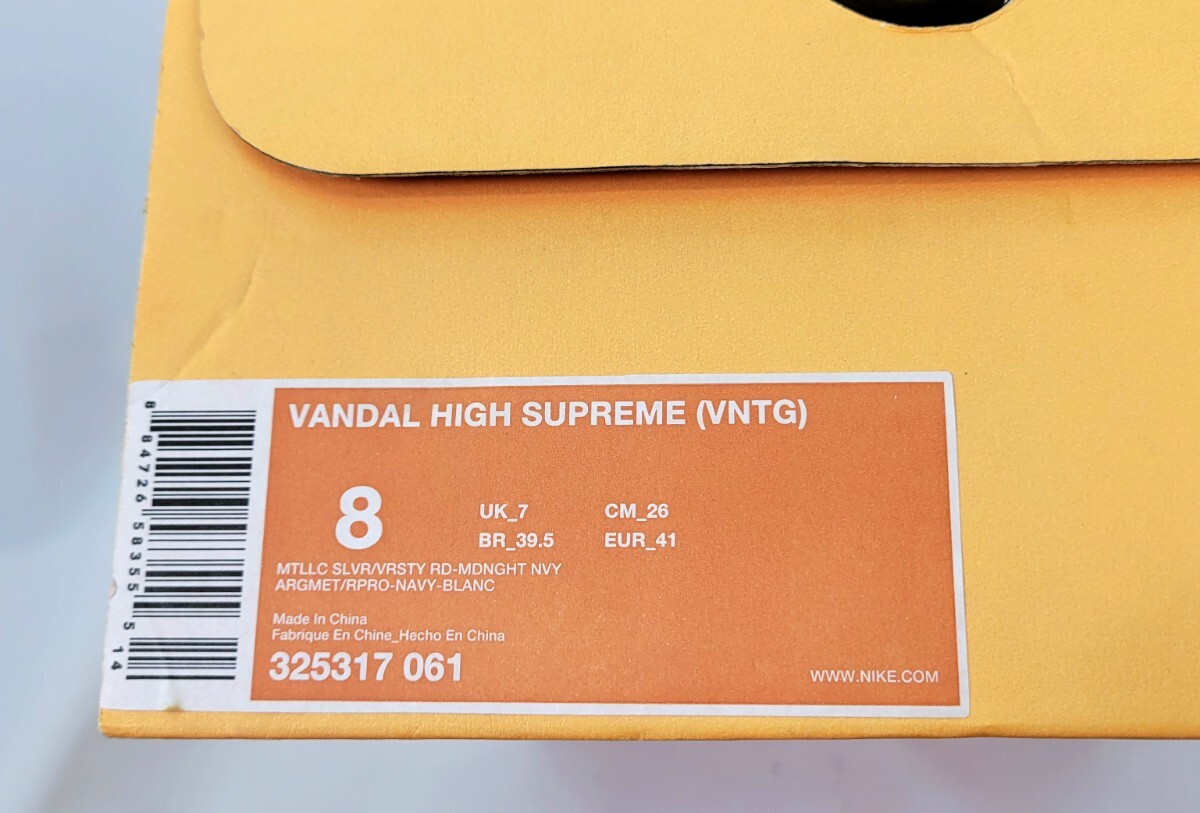 VANDAL HIGH SUPREME (VNTG)
8
UK_7 CM_26
BR_39.5 EUR_41
MTLLC SLVR/VRSTY RD-MDNGHT NVY
ARGMET/RPRO-NAVY-BLANC
Made In China
Fabrique En Chine_Hecho En China
325317 061
WWW.NIKE.COM
8 84726 58355 5 14